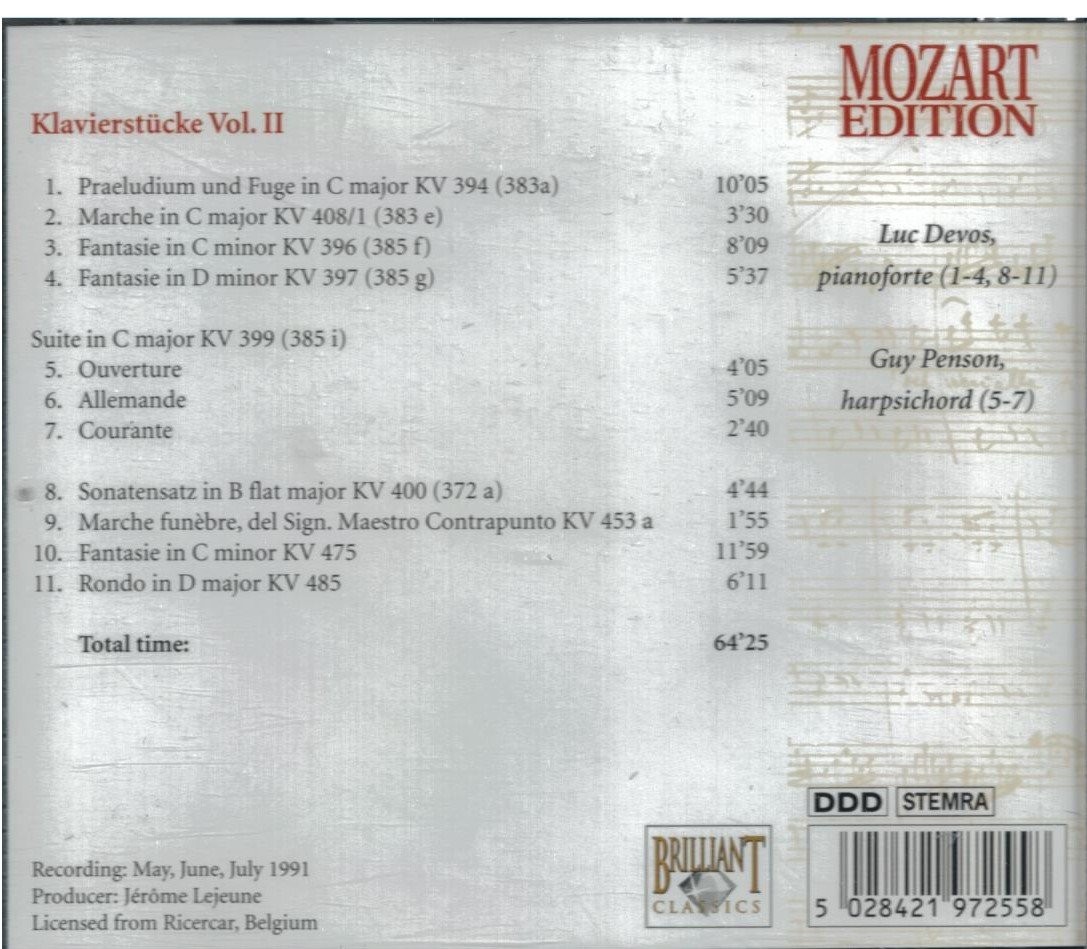 MOZART
EDITION
Klavierstücke Vol. II
1. Praeludium und Fuge in C major KV 394 (383a) 10'05
2. Marche in C major KV 408/1 (383 e) 3'30
3. Fantasie in C minor KV 396 (385 f) 8'09
4. Fantasie in D minor KV 397 (385 g) 5'37
Suite in C major KV 399 (385 i)
5. Ouverture 4'05
6. Allemande 5'09
7. Courante 2'40
8. Sonatensatz in B flat major KV 400 (372 a) 4'44
9. Marche funèbre, del Sign. Maestro Contrapunto KV 453 a 1'55
10. Fantasie in C minor KV 475 11'59
11. Rondo in D major KV 485 6'11
Total time: 64'25
Luc Devos,
pianoforte (1-4, 8-11)
Guy Penson,
harpsichord (5-7)
Recording: May, June, July 1991
Producer: Jérôme Lejeune
Licensed from Ricercar, Belgium
BRILLIANT
CLASSICS
DDD STEMRA
5 028421 972558